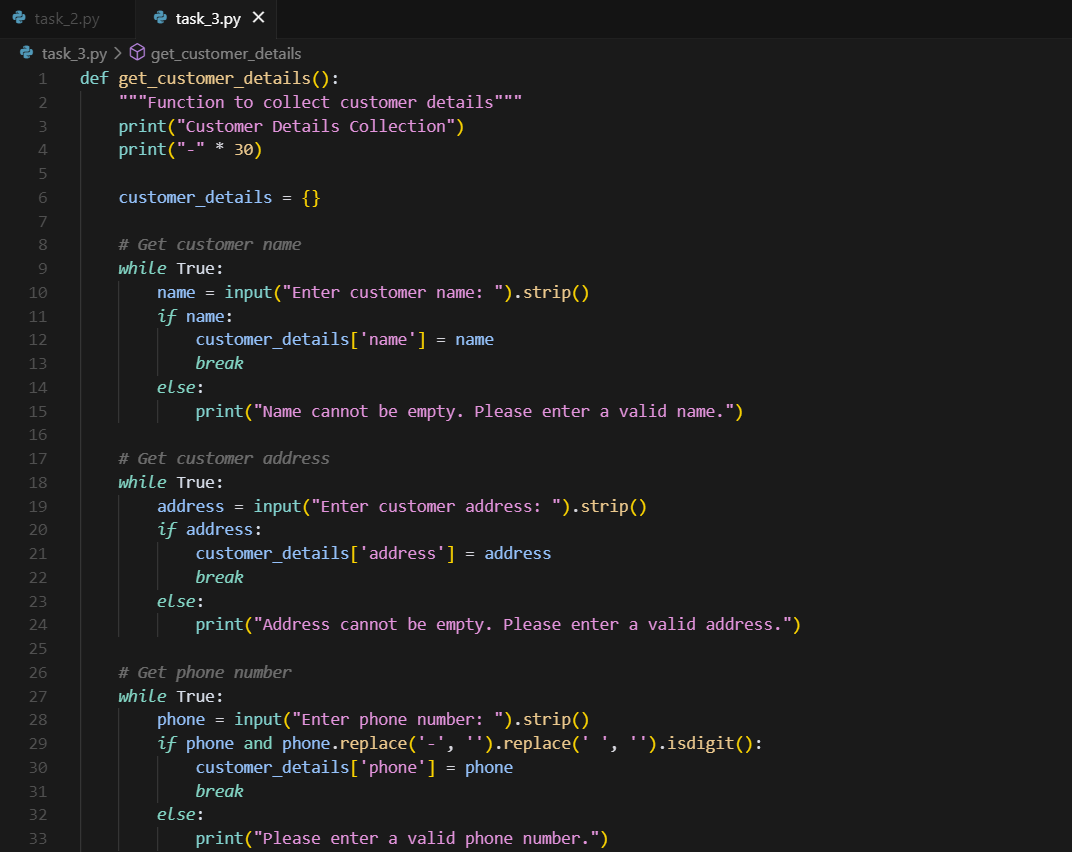 task_2.py task_3.py ×
task_3.py > get_customer_details
1 def get_customer_details():
2     """Function to collect customer details"""
3     print("Customer Details Collection")
4     print("-" * 30)
5
6     customer_details = {}
7
8     # Get customer name
9     while True:
10         name = input("Enter customer name: ").strip()
11         if name:
12             customer_details['name'] = name
13             break
14         else:
15             print("Name cannot be empty. Please enter a valid name.")
16
17     # Get customer address
18     while True:
19         address = input("Enter customer address: ").strip()
20         if address:
21             customer_details['address'] = address
22             break
23         else:
24             print("Address cannot be empty. Please enter a valid address.")
25
26     # Get phone number
27     while True:
28         phone = input("Enter phone number: ").strip()
29         if phone and phone.replace('-', '').replace(' ', '').isdigit():
30             customer_details['phone'] = phone
31             break
32         else:
33             print("Please enter a valid phone number.")